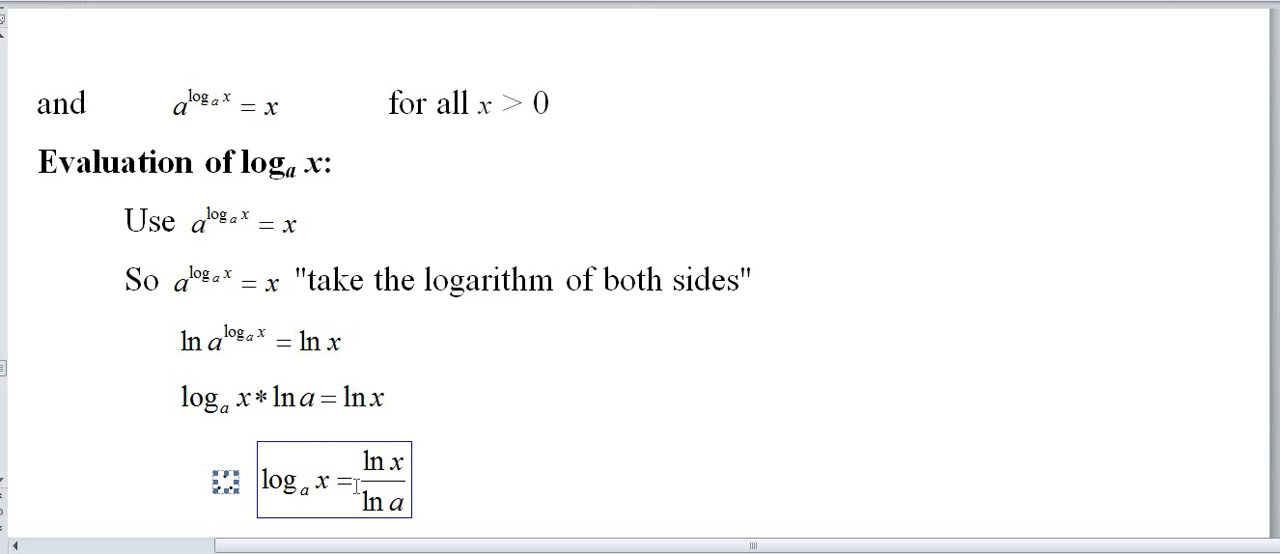 and a^{log_a x} = x for all x > 0
Evaluation of log_a x:
Use a^{log_a x} = x
So a^{log_a x} = x "take the logarithm of both sides"
ln a^{log_a x} = ln x
log_a x * ln a = ln x
log_a x = \frac{ln x}{ln a}